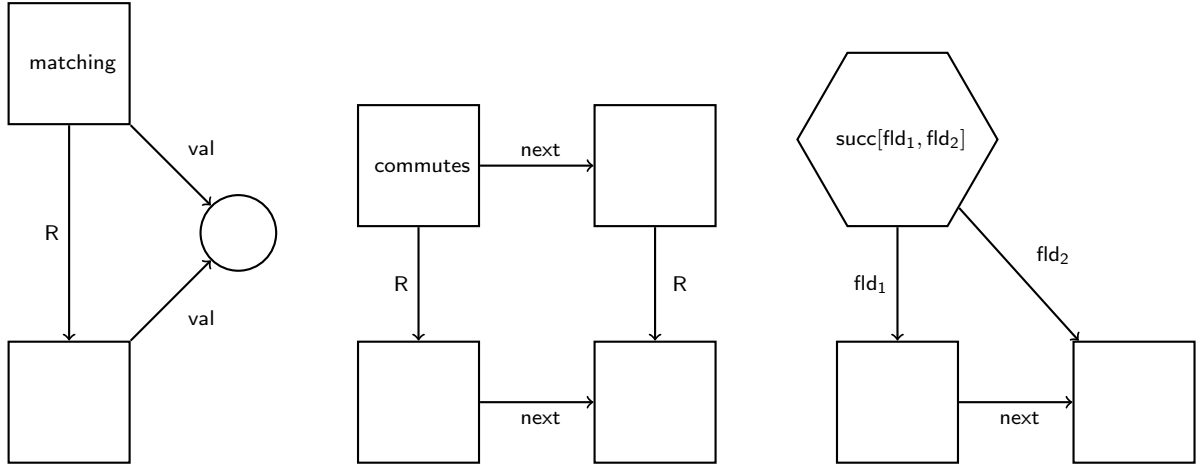 matching
val
R
val
commutes
next
R
R
next
succ[fld₁, fld₂]
fld₁
fld₂
next